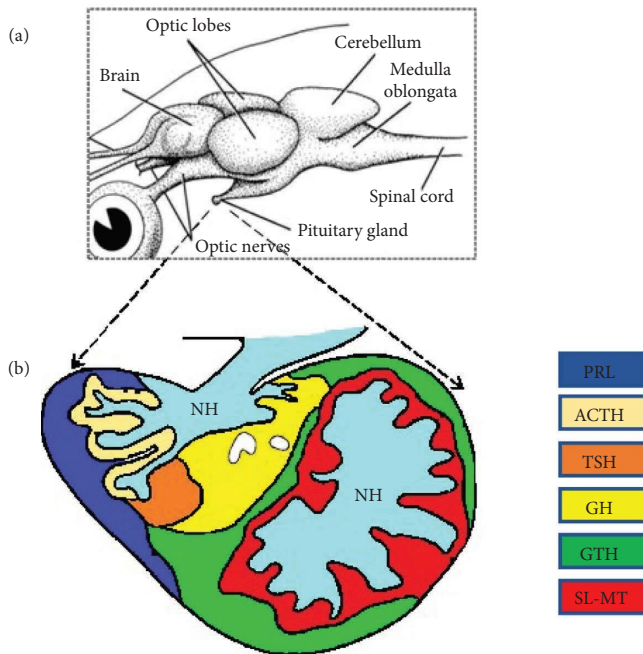 (a)
Optic lobes
Cerebellum
Brain
Medulla
oblongata
Spinal cord
Pituitary gland
Optic nerves
(b)
NH
NH
PRL
ACTH
TSH
GH
GTH
SL-MT